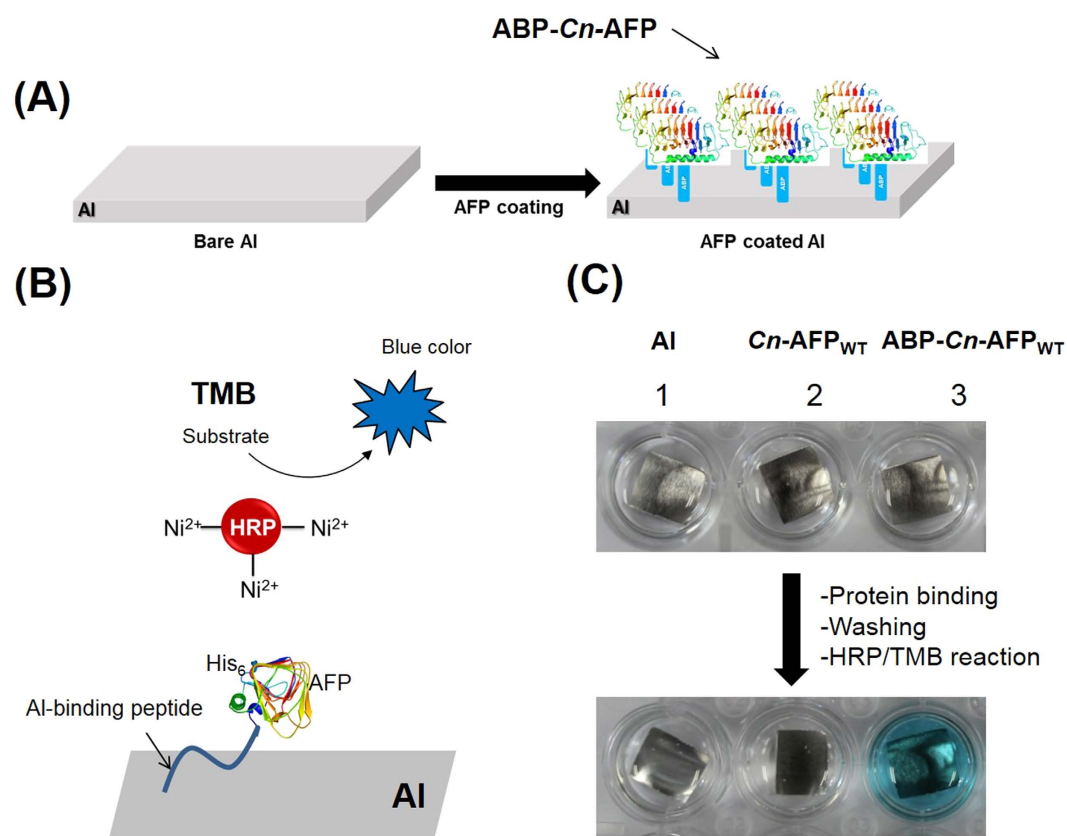 ABP-Cn-AFP
(A)
ABP
ABP
ABP
Al
AFP coating
Al
Bare Al
AFP coated Al
(B)
Blue color
TMB
Substrate
Ni2+
HRP
Ni2+
Ni2+
His6
AFP
Al-binding peptide
Al
(C)
Al
Cn-AFPWT
ABP-Cn-AFPWT
1
2
3
-Protein binding
-Washing
-HRP/TMB reaction